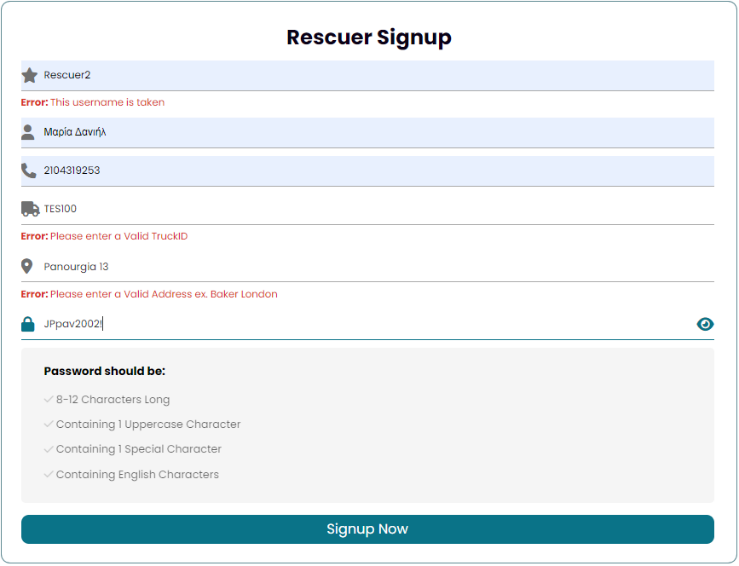 Rescuer Signup
Rescuer2
Error: This username is taken
Μαρία Δανιήλ
2104319253
TES100
Error: Please enter a Valid TruckID
Panourgia 13
Error: Please enter a Valid Address ex. Baker London
JPpav2002!
Password should be:
8-12 Characters Long
Containing 1 Uppercase Character
Containing 1 Special Character
Containing English Characters
Signup Now